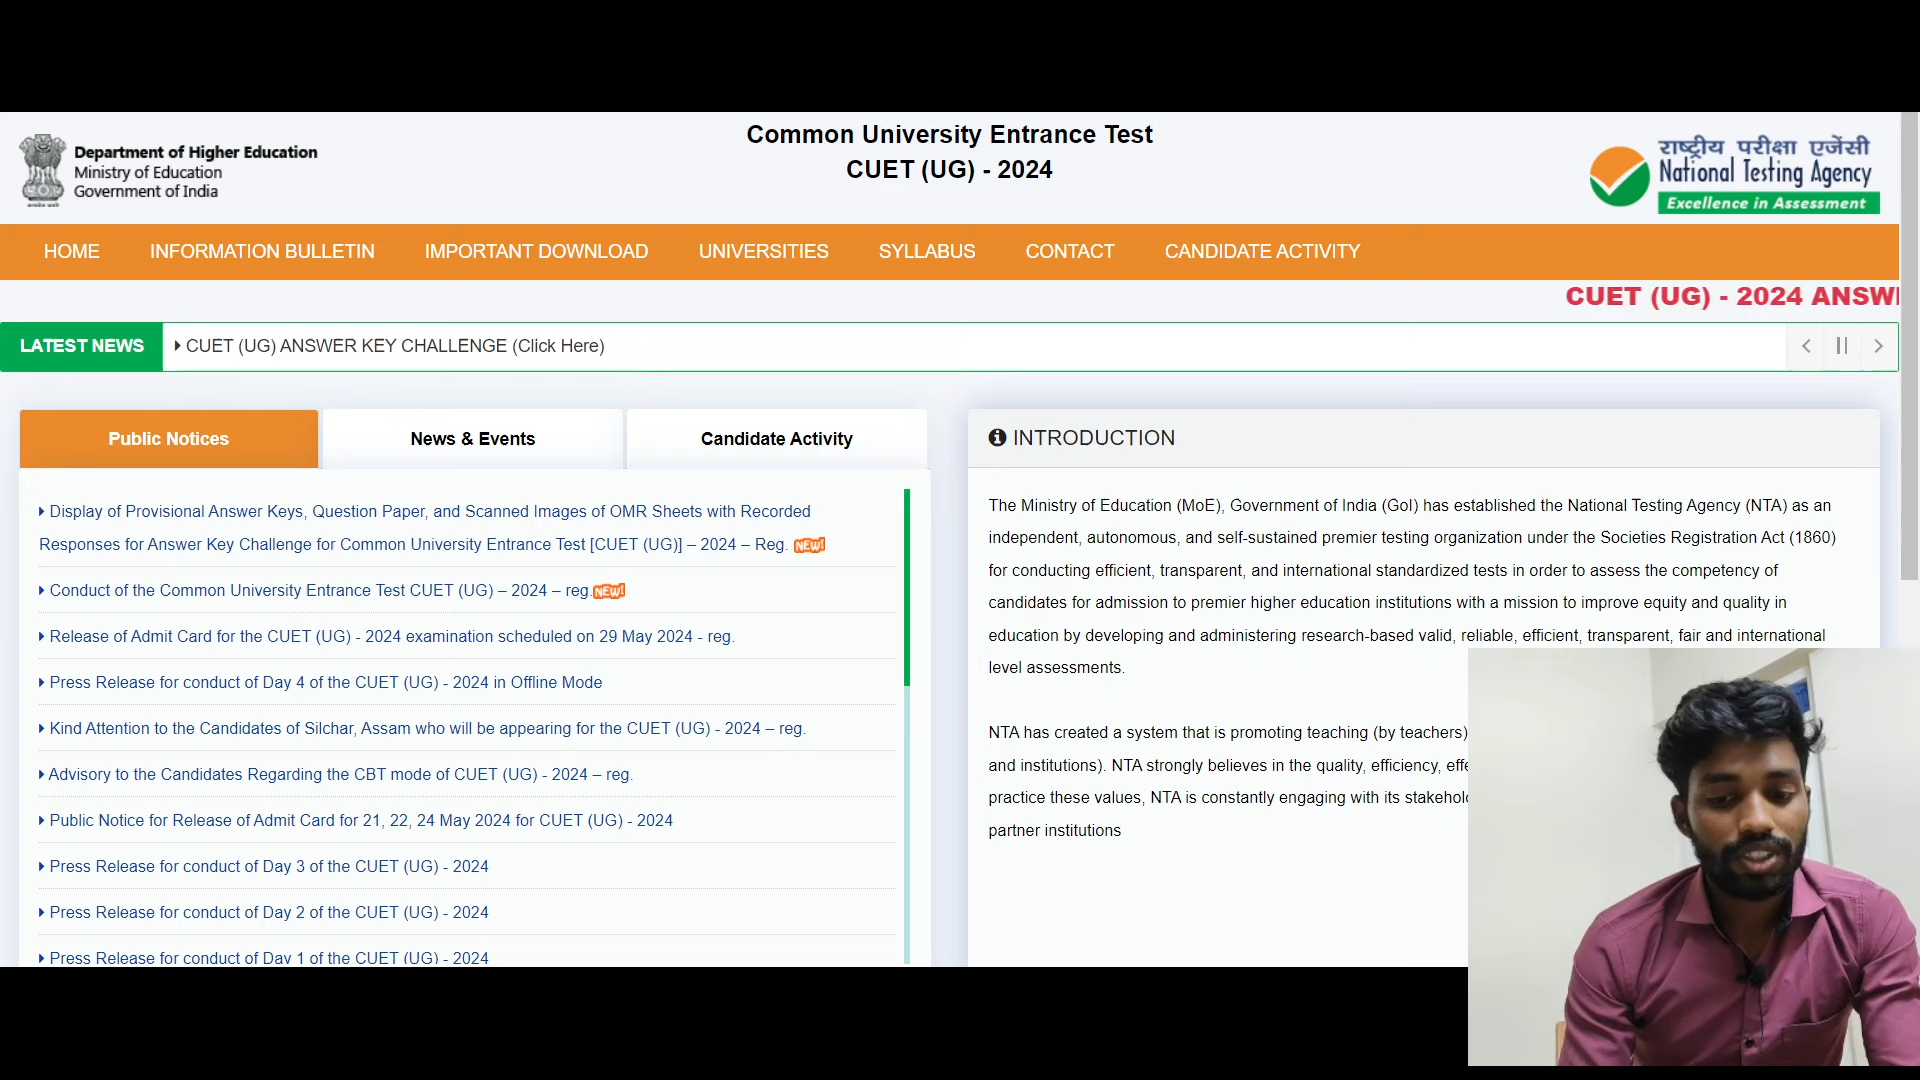 Department of Higher Education
Ministry of Education
Government of India
Common University Entrance Test
CUET (UG) - 2024
राष्ट्रीय परीक्षा एजेंसी
National Testing Agency
Excellence in Assessment
HOME INFORMATION BULLETIN IMPORTANT DOWNLOAD UNIVERSITIES SYLLABUS CONTACT CANDIDATE ACTIVITY
CUET (UG) - 2024 ANSW
LATEST NEWS CUET (UG) ANSWER KEY CHALLENGE (Click Here)
Public Notices News & Events Candidate Activity
Display of Provisional Answer Keys, Question Paper, and Scanned Images of OMR Sheets with Recorded
Responses for Answer Key Challenge for Common University Entrance Test [CUET (UG)] – 2024 – Reg. NEW!
Conduct of the Common University Entrance Test CUET (UG) – 2024 – reg. NEW!
Release of Admit Card for the CUET (UG) - 2024 examination scheduled on 29 May 2024 - reg.
Press Release for conduct of Day 4 of the CUET (UG) - 2024 in Offline Mode
Kind Attention to the Candidates of Silchar, Assam who will be appearing for the CUET (UG) - 2024 – reg.
Advisory to the Candidates Regarding the CBT mode of CUET (UG) - 2024 – reg.
Public Notice for Release of Admit Card for 21, 22, 24 May 2024 for CUET (UG) - 2024
Press Release for conduct of Day 3 of the CUET (UG) - 2024
Press Release for conduct of Day 2 of the CUET (UG) - 2024
Press Release for conduct of Day 1 of the CUET (UG) - 2024
INTRODUCTION
The Ministry of Education (MoE), Government of India (GoI) has established the National Testing Agency (NTA) as an
independent, autonomous, and self-sustained premier testing organization under the Societies Registration Act (1860)
for conducting efficient, transparent, and international standardized tests in order to assess the competency of
candidates for admission to premier higher education institutions with a mission to improve equity and quality in
education by developing and administering research-based valid, reliable, efficient, transparent, fair and international
level assessments.
NTA has created a system that is promoting teaching (by teachers)
and institutions). NTA strongly believes in the quality, efficiency, effe
practice these values, NTA is constantly engaging with its stakehol
partner institutions